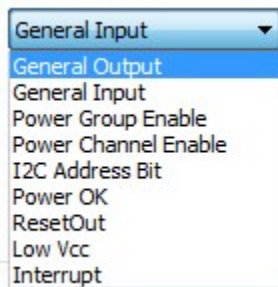 General Input
General Output
General Input
Power Group Enable
Power Channel Enable
I2C Address Bit
Power OK
ResetOut
Low Vcc
Interrupt